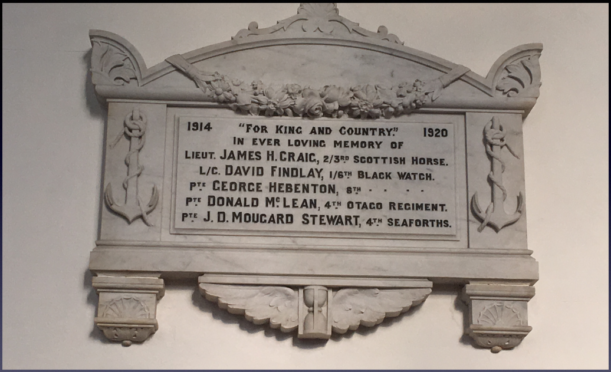 1914 "FOR KING AND COUNTRY." 1920
IN EVER LOVING MEMORY OF
LIEUT. JAMES H. CRAIG, 2/3RD SCOTTISH HORSE.
L/C. DAVID FINDLAY, 1/6TH BLACK WATCH.
PTE GEORGE HEBENTON, 6TH . . . .
PTE DONALD MCLEAN, 4TH OTAGO REGIMENT.
PTE J. D. MOUGARD STEWART, 4TH SEAFORTHS.